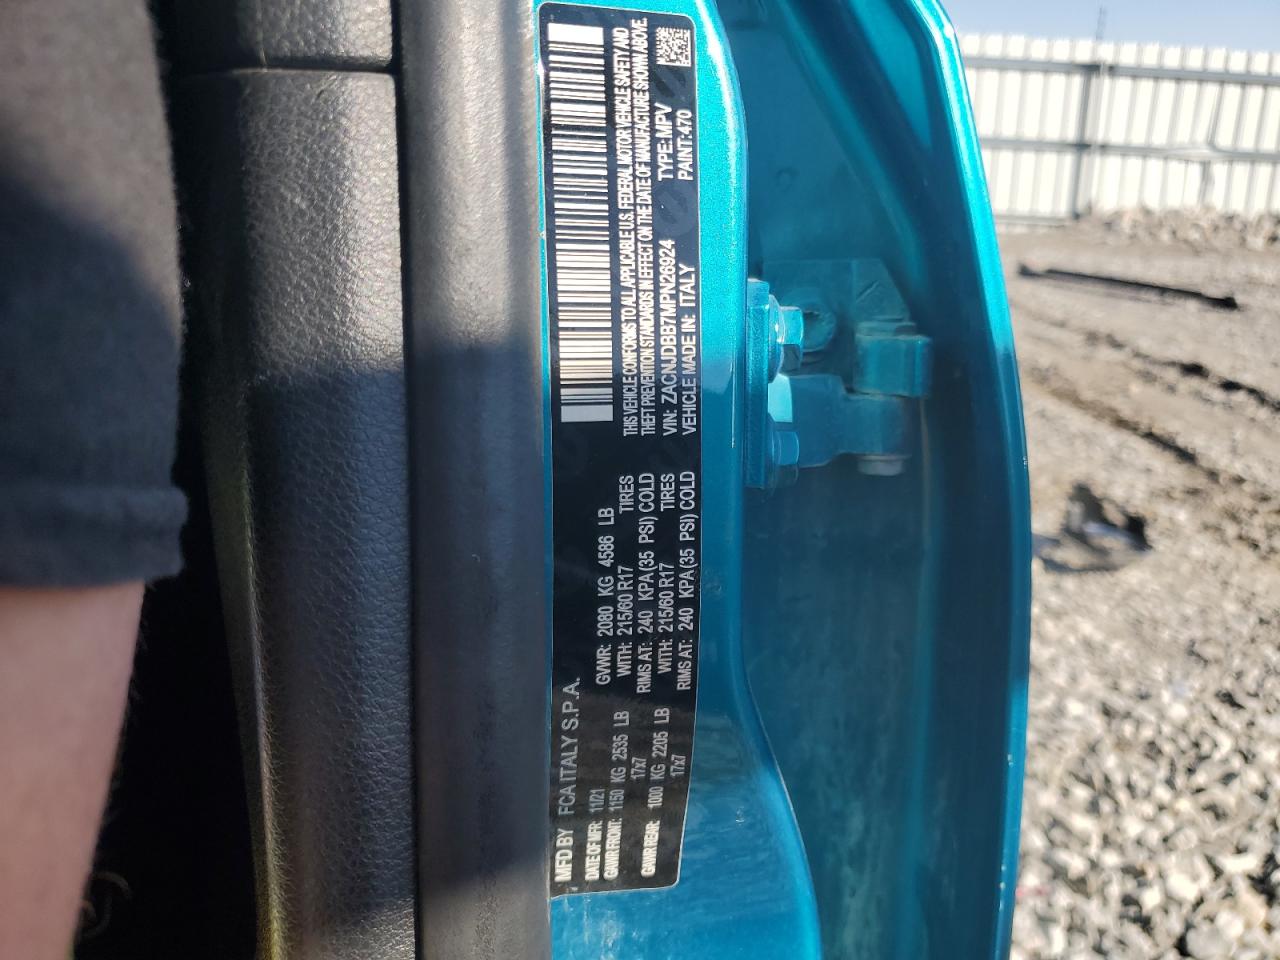 MFD BY FCA ITALY S.P.A.
DATE OF MFR: 11/21 GVWR: 2080 KG 4586 LB
GAWR FRONT: 1150 KG 2535 LB WITH: 215/60 R17 TIRES
17x7 RIMS AT: 240 KPA(35 PSI) COLD
GAWR REAR: 1000 KG 2205 LB WITH: 215/60 R17 TIRES
17x7 RIMS AT: 240 KPA(35 PSI) COLD
THIS VEHICLE CONFORMS TO ALL APPLICABLE U.S. FEDERAL MOTOR VEHICLE SAFETY AND
THEFT PREVENTION STANDARDS IN EFFECT ON THE DATE OF MANUFACTURE SHOWN ABOVE.
VIN: ZACNJDBB7MPN26924 TYPE: MPV
VEHICLE MADE IN: ITALY PAINT: 470